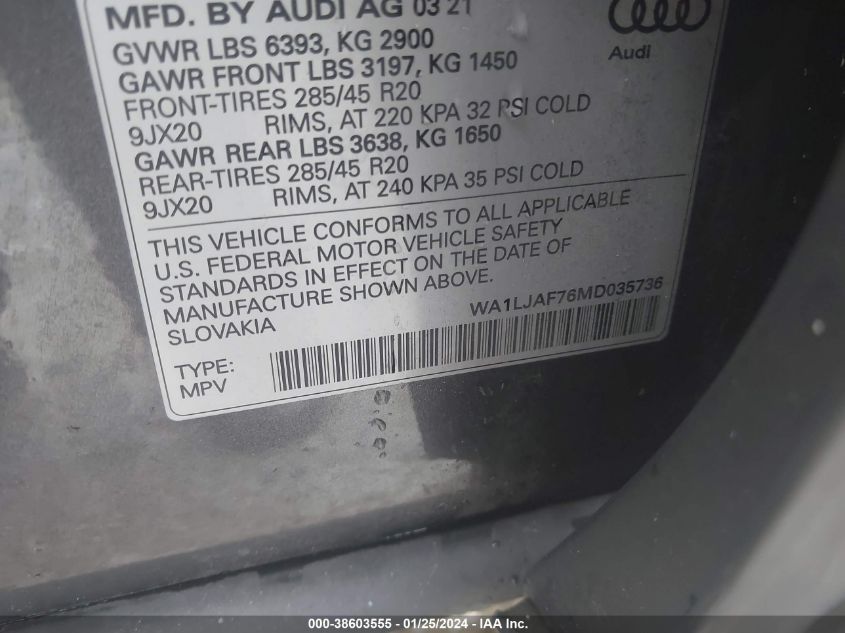 MFD. BY AUDI AG 03 21
Audi
GVWR LBS 6393, KG 2900
GAWR FRONT LBS 3197, KG 1450
FRONT-TIRES 285/45 R20
9JX20 RIMS, AT 220 KPA 32 PSI COLD
GAWR REAR LBS 3638, KG 1650
REAR-TIRES 285/45 R20
9JX20 RIMS, AT 240 KPA 35 PSI COLD
THIS VEHICLE CONFORMS TO ALL APPLICABLE
U.S. FEDERAL MOTOR VEHICLE SAFETY
STANDARDS IN EFFECT ON THE DATE OF
MANUFACTURE SHOWN ABOVE.
SLOVAKIA WA1LJAF76MD035736
TYPE:
MPV
000-38603555 - 01/25/2024 - IAA Inc.